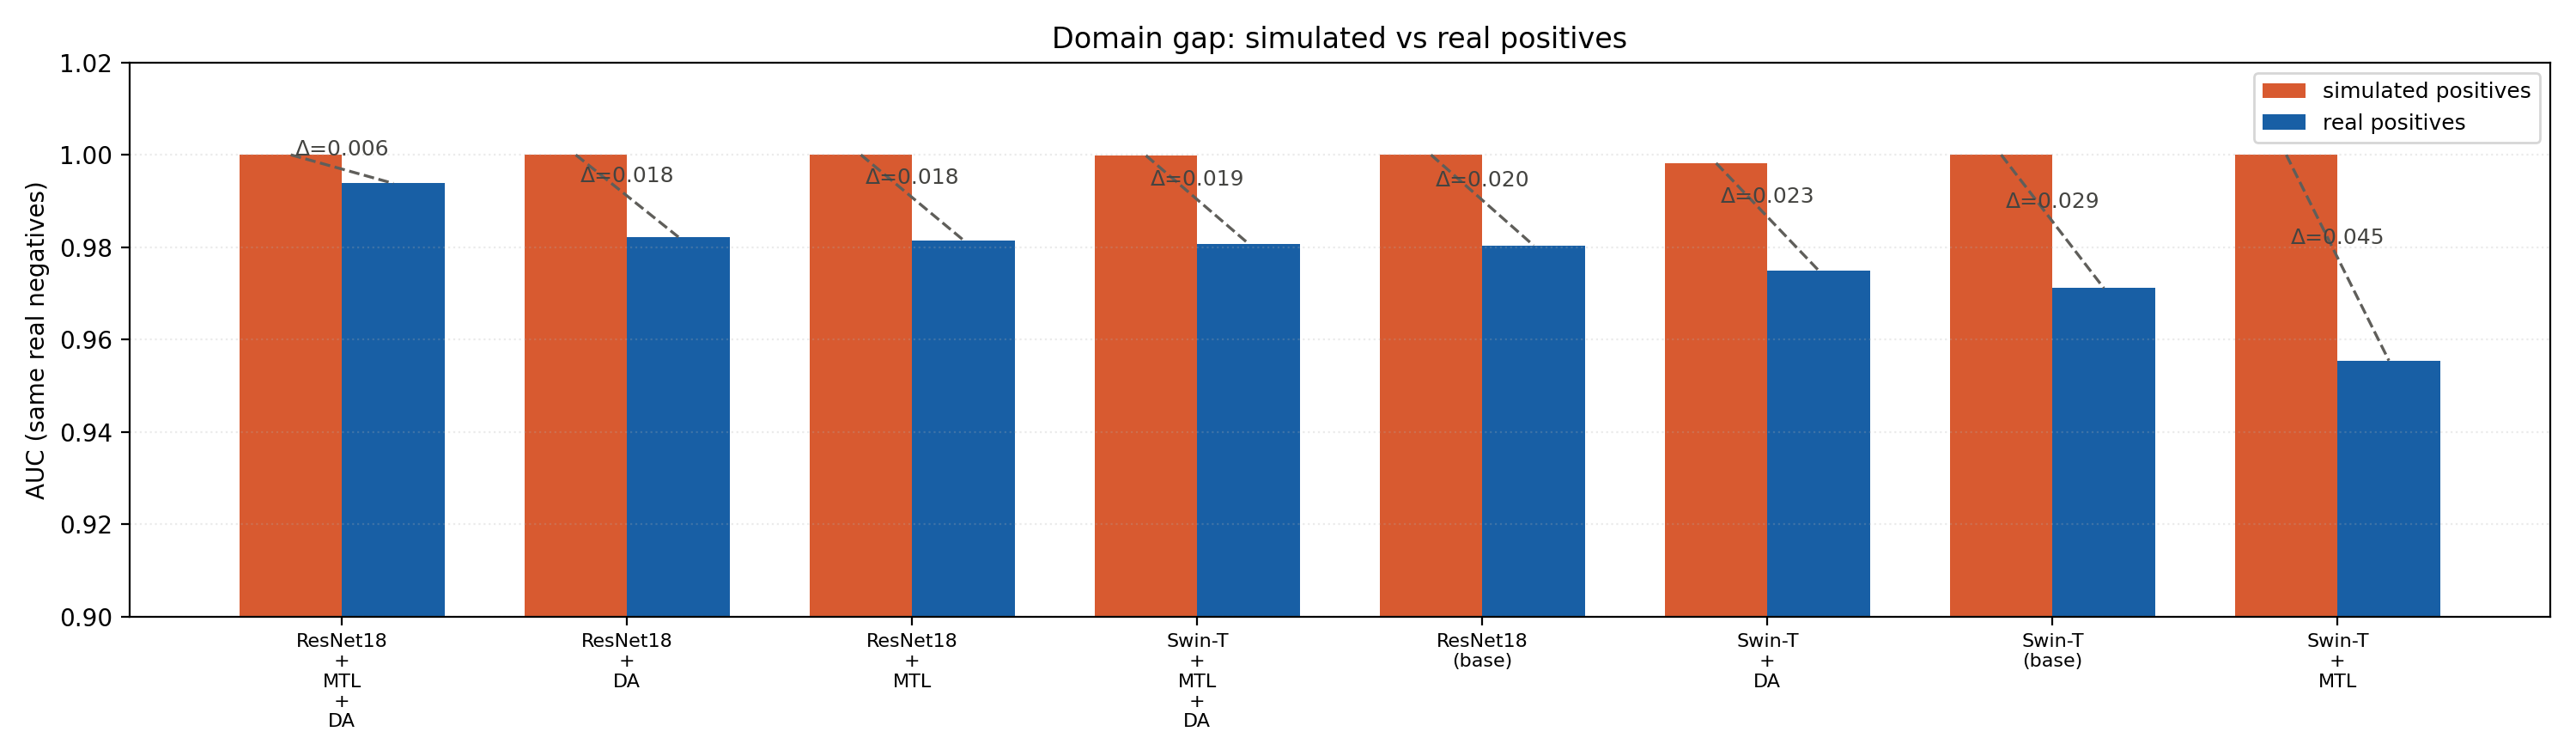 Domain gap: simulated vs real positives
AUC (same real negatives)
1.02
1.00
0.98
0.96
0.94
0.92
0.90
simulated positives
real positives
Δ=0.006
Δ=0.018
Δ=0.018
Δ=0.019
Δ=0.020
Δ=0.023
Δ=0.029
Δ=0.045
ResNet18
+
MTL
+
DA
ResNet18
+
DA
ResNet18
+
MTL
Swin-T
+
MTL
+
DA
ResNet18
(base)
Swin-T
+
DA
Swin-T
(base)
Swin-T
+
MTL